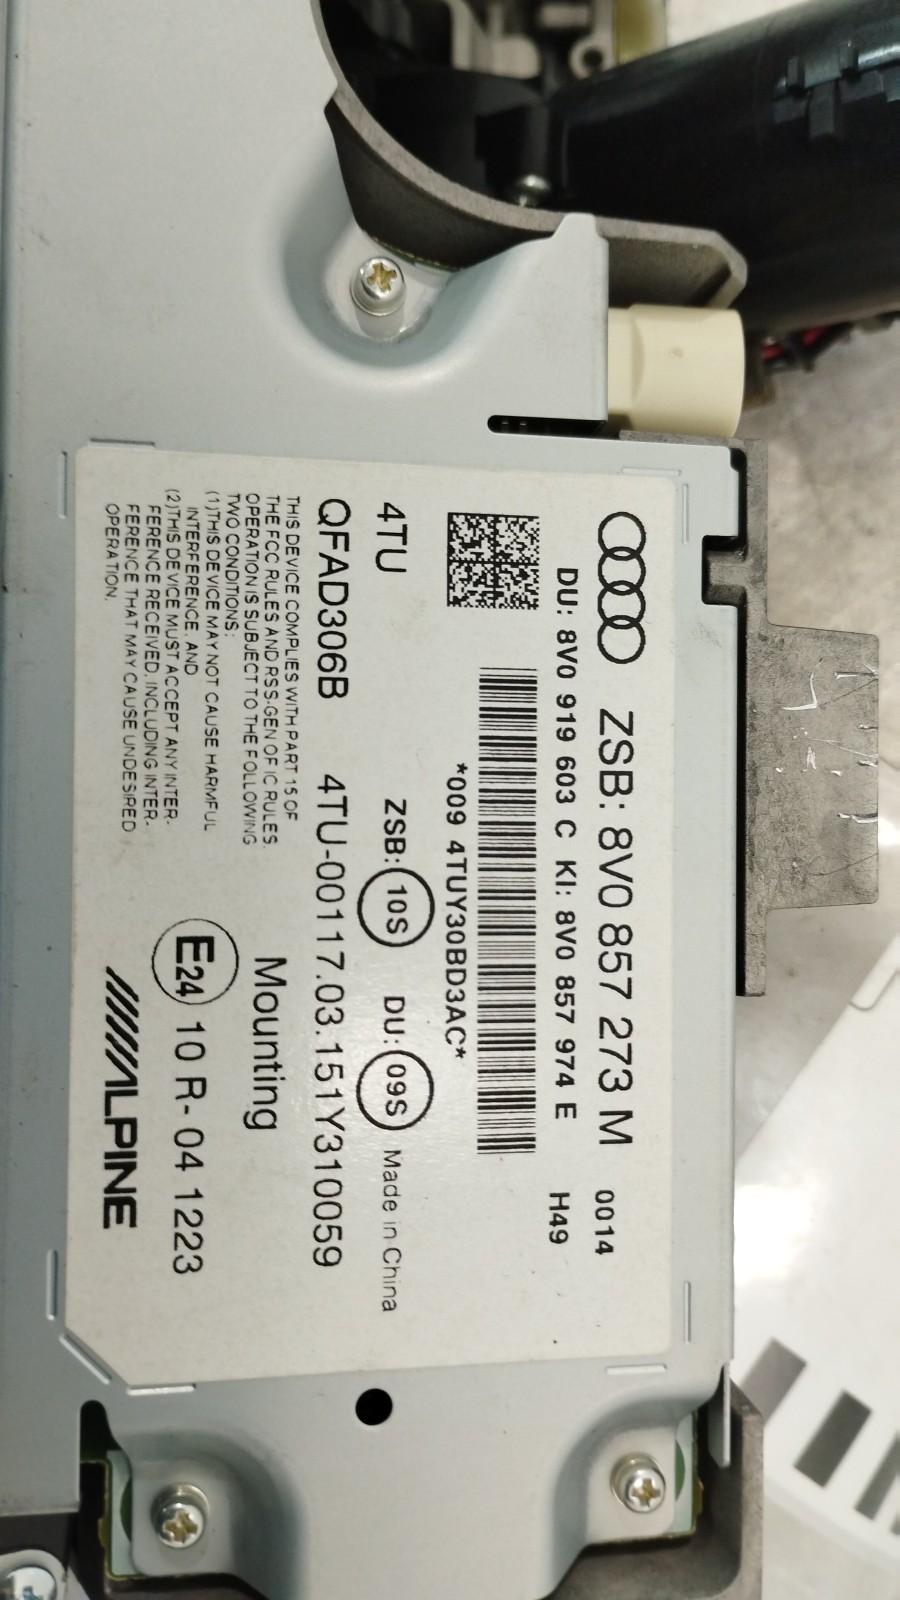 ZSB: 8V0 857 273 M 0014
DU: 8V0 919 603 C KI: 8V0 857 974 E H49
*009 4TUY30BD3AC*
4TU ZSB: 10S DU: 09S Made in China
QFAD306B 4TU-00117.03.151Y310059
THIS DEVICE COMPLIES WITH PART 15 OF
THE FCC RULES AND RSS-GEN OF IC RULES.
OPERATION IS SUBJECT TO THE FOLLOWING
TWO CONDITIONS:
(1)THIS DEVICE MAY NOT CAUSE HARMFUL
INTERFERENCE, AND
(2)THIS DEVICE MUST ACCEPT ANY INTER-
FERENCE RECEIVED, INCLUDING INTER-
FERENCE THAT MAY CAUSE UNDESIRED
OPERATION.
Mounting
E24 10 R-04 1223
ALPINE